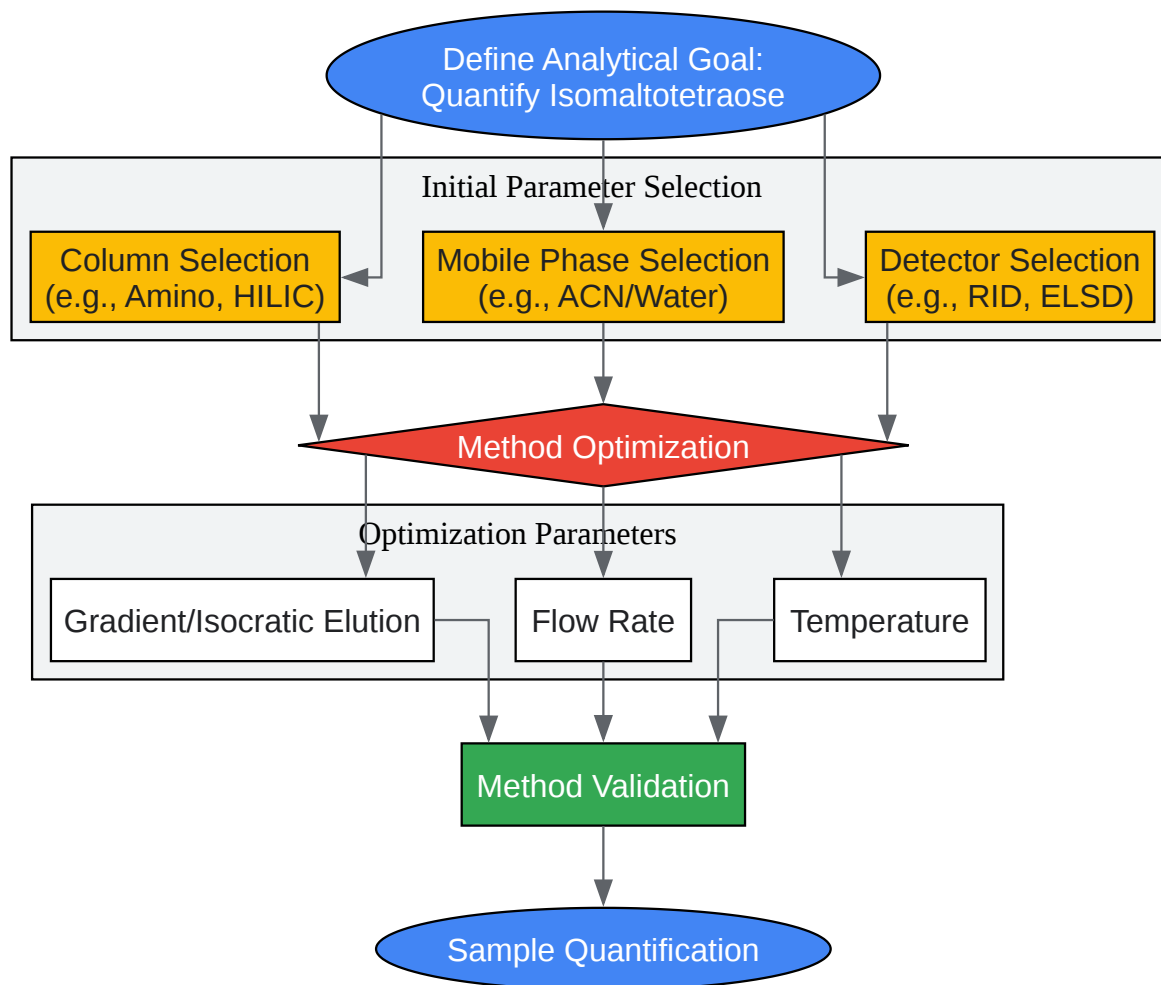 Define Analytical Goal:
Quantify Isomaltotetraose
Initial Parameter Selection
Column Selection
(e.g., Amino, HILIC)
Mobile Phase Selection
(e.g., ACN/Water)
Detector Selection
(e.g., RID, ELSD)
Method Optimization
Optimization Parameters
Gradient/Isocratic Elution
Flow Rate
Temperature
Method Validation
Sample Quantification